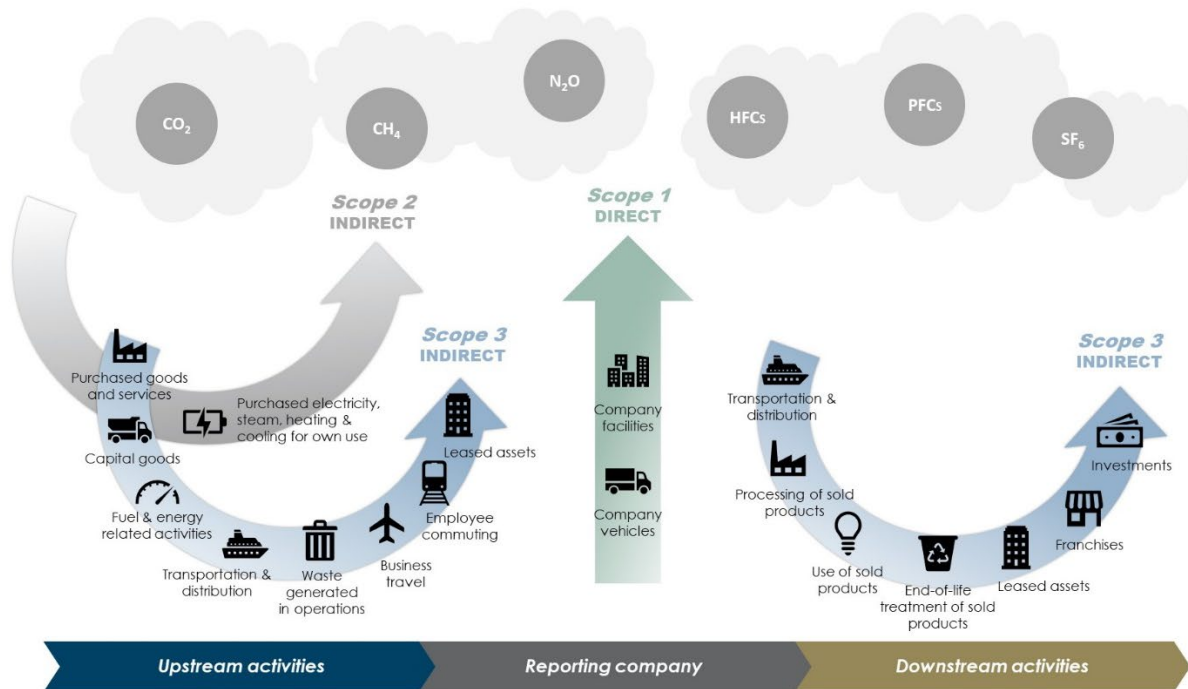 CO₂
CH₄
N₂O
HFCs
PFCs
SF₆
Scope 2
INDIRECT
Scope 1
DIRECT
Scope 3
INDIRECT
Scope 3
INDIRECT
Purchased goods
and services
Capital goods
Fuel & energy
related activities
Transportation &
distribution
Waste
generated
in operations
Business
travel
Employee
commuting
Leased assets
Purchased electricity,
steam, heating &
cooling for own use
Company
facilities
Company
vehicles
Transportation &
distribution
Processing of sold
products
Use of sold
products
End-of-life
treatment of sold
products
Leased assets
Franchises
Investments
Upstream activities
Reporting company
Downstream activities